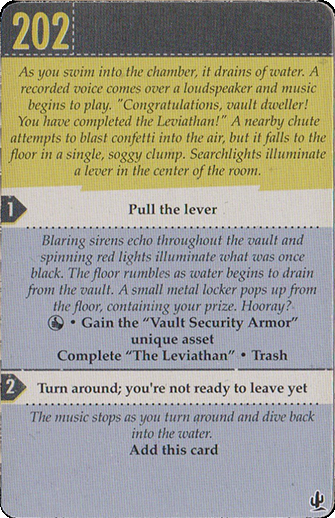 202
As you swim into the chamber, it drains of water. A
recorded voice comes over a loudspeaker and music
begins to play. "Congratulations, vault dweller!
You have completed the Leviathan!" A nearby chute
attempts to blast confetti into the air, but it falls to the
floor in a single, soggy clump. Searchlights illuminate
a lever in the center of the room.
1 Pull the lever
Blaring sirens echo throughout the vault and
spinning red lights illuminate what was once
black. The floor rumbles as water begins to drain
from the vault. A small metal locker pops up from
the floor, containing your prize. Hooray?
• Gain the “Vault Security Armor”
unique asset
Complete “The Leviathan” • Trash
2 Turn around; you're not ready to leave yet
The music stops as you turn around and dive back
into the water.
Add this card